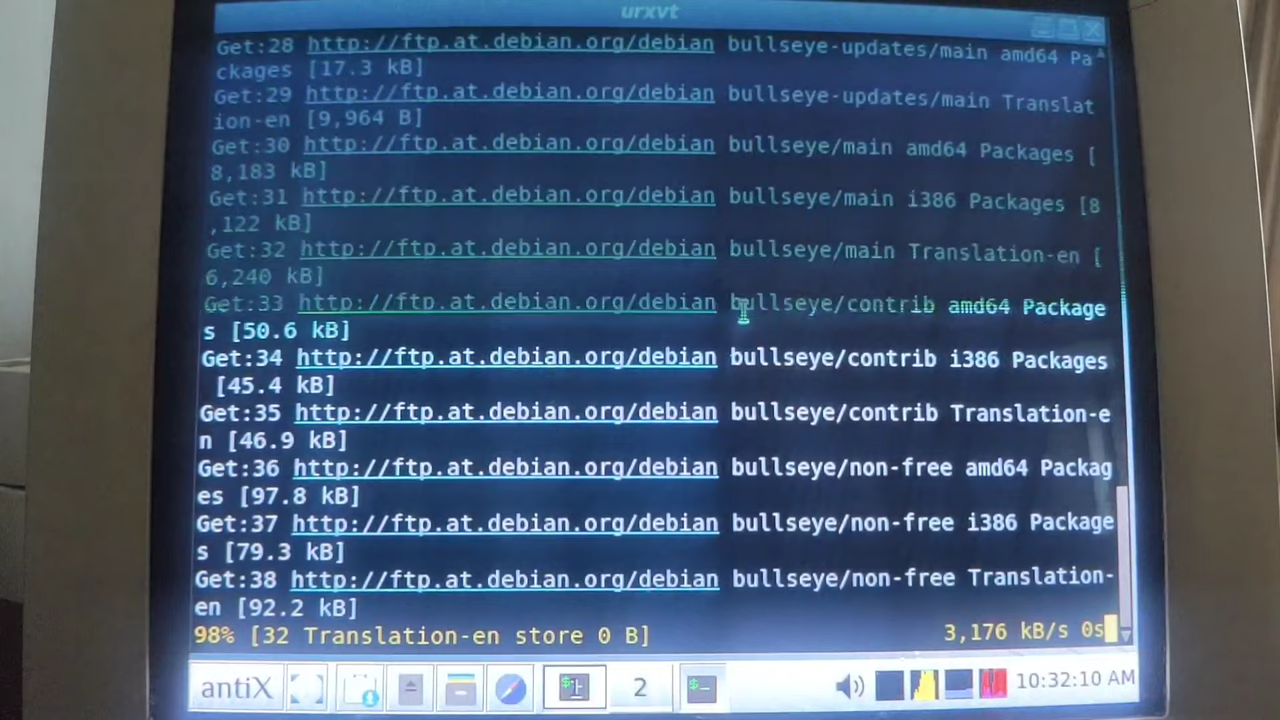 urxvt
Get:28 http://ftp.at.debian.org/debian bullseye-updates/main amd64 Pa
ckages [17.3 kB]
Get:29 http://ftp.at.debian.org/debian bullseye-updates/main Translat
ion-en [9,964 B]
Get:30 http://ftp.at.debian.org/debian bullseye/main amd64 Packages [
8,183 kB]
Get:31 http://ftp.at.debian.org/debian bullseye/main i386 Packages [8
,122 kB]
Get:32 http://ftp.at.debian.org/debian bullseye/main Translation-en [
6,240 kB]
Get:33 http://ftp.at.debian.org/debian bullseye/contrib amd64 Package
s [50.6 kB]
Get:34 http://ftp.at.debian.org/debian bullseye/contrib i386 Packages
 [45.4 kB]
Get:35 http://ftp.at.debian.org/debian bullseye/contrib Translation-e
n [46.9 kB]
Get:36 http://ftp.at.debian.org/debian bullseye/non-free amd64 Packag
es [97.8 kB]
Get:37 http://ftp.at.debian.org/debian bullseye/non-free i386 Package
s [79.3 kB]
Get:38 http://ftp.at.debian.org/debian bullseye/non-free Translation-
en [92.2 kB]
98% [32 Translation-en store 0 B] 3,176 kB/s 0s
antiX 2 10:32:10 AM